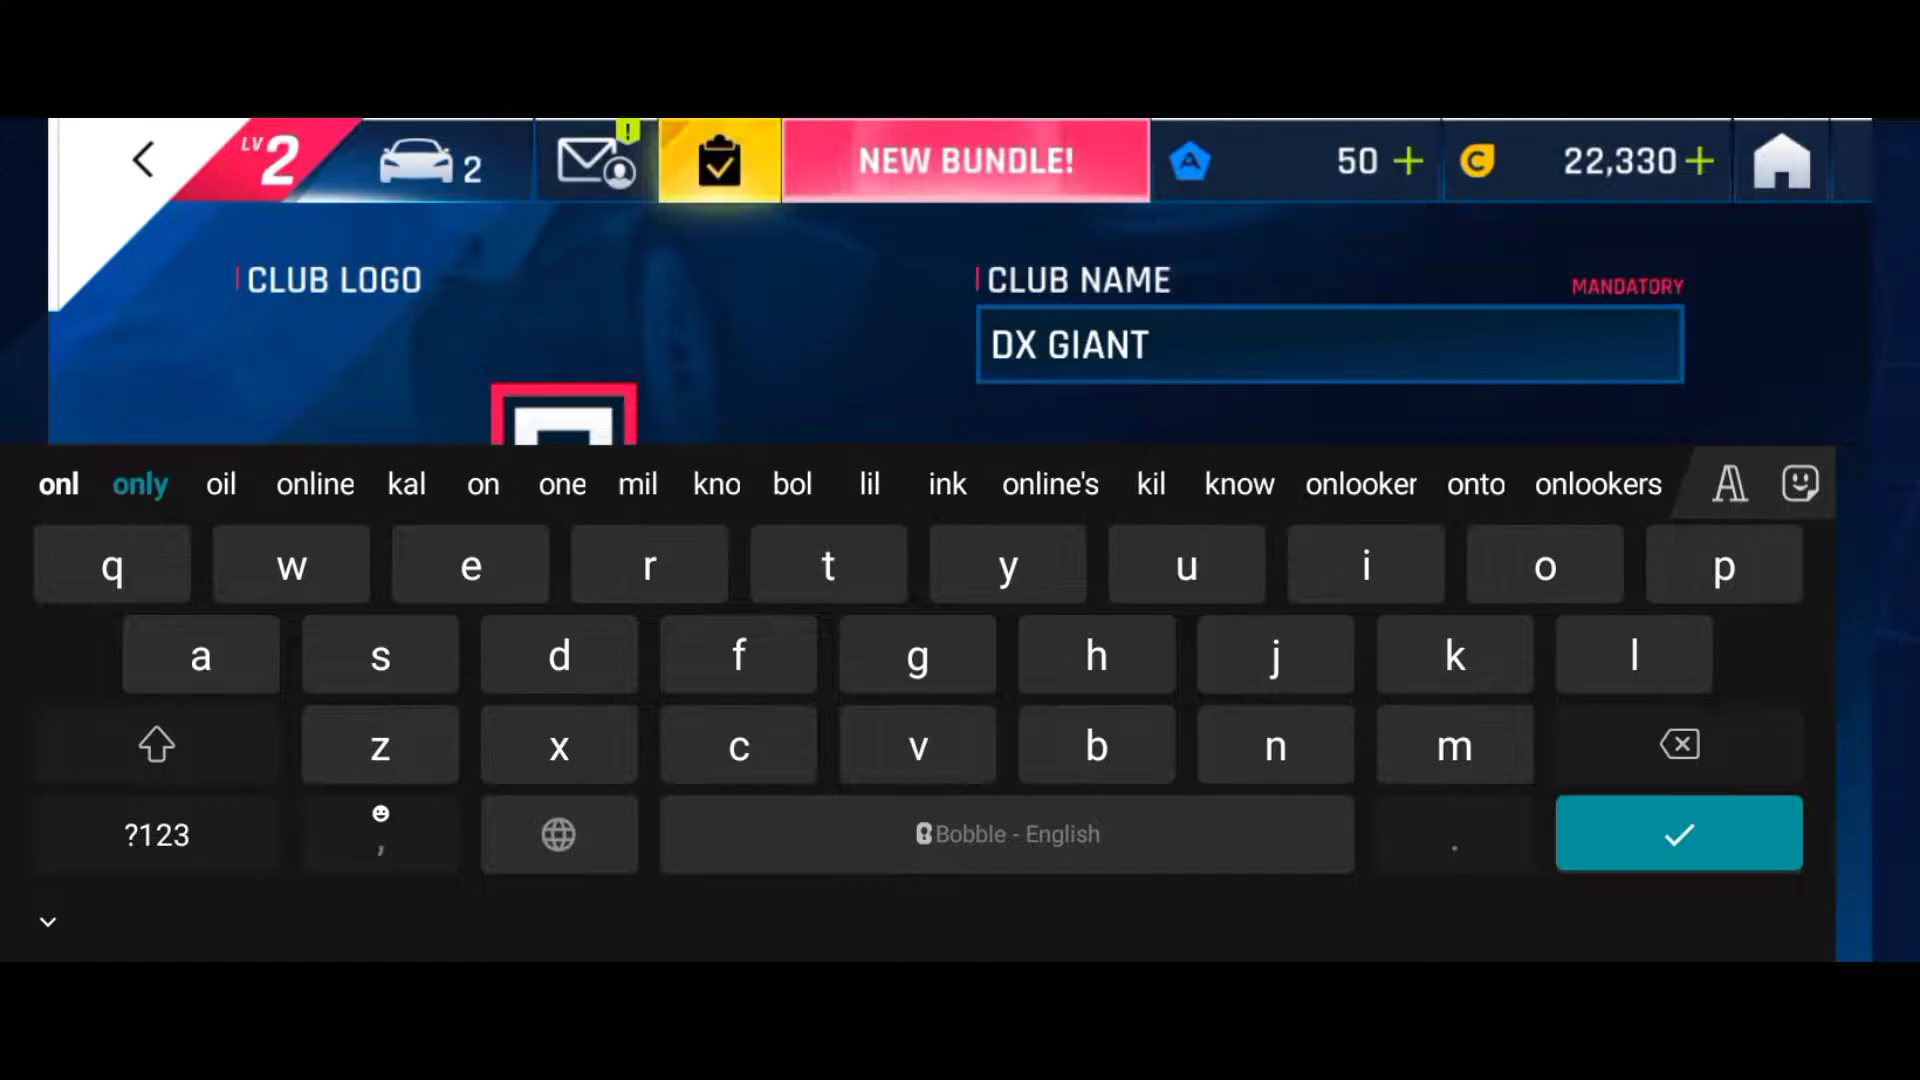 LV 2 2 ! NEW BUNDLE! A 50 + C 22,330 +
CLUB LOGO
CLUB NAME MANDATORY
DX GIANT
onl only oil online kal on one mil kno bol lil ink online's kil know onlooker onto onlookers A
q w e r t y u i o p
a s d f g h j k l
z x c v b n m
?123 , Bobble - English .